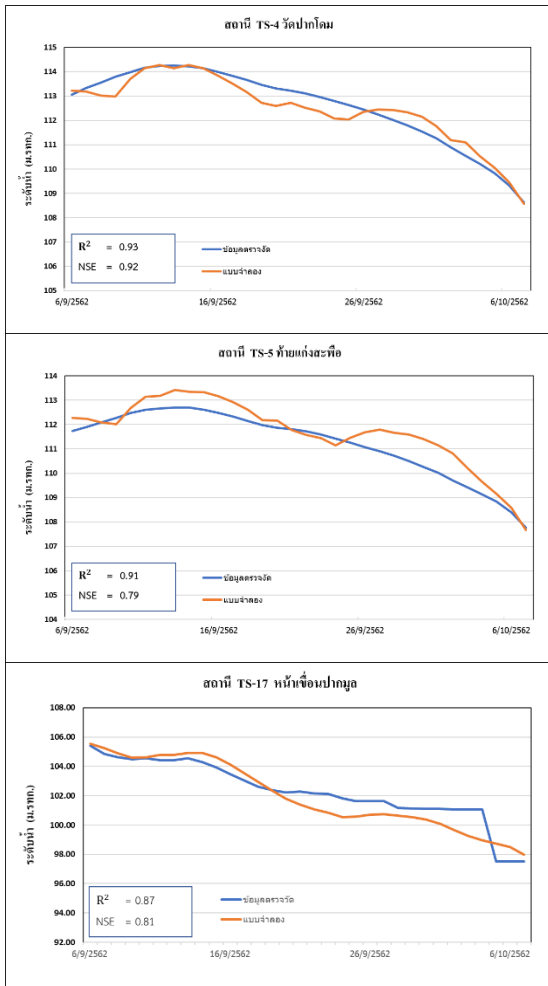 สถานี TS-4 วัดปากโดม
ระดับน้ำ (ม.รทก.)
115
114
113
112
111
110
109
108
107
106
105
R² = 0.93
NSE = 0.92
ข้อมูลตรวจวัด
แบบจำลอง
6/9/2562 16/9/2562 26/9/2562 6/10/2562
สถานี TS-5 ท้ายแก่งสะพือ
ระดับน้ำ (ม.รทก.)
114
113
112
111
110
109
108
107
106
105
104
R² = 0.91
NSE = 0.79
ข้อมูลตรวจวัด
แบบจำลอง
6/9/2562 16/9/2562 26/9/2562 6/10/2562
สถานี TS-17 หน้าเขื่อนปากมูล
ระดับน้ำ (ม.รทก.)
108.00
106.00
104.00
102.00
100.00
98.00
96.00
94.00
92.00
R² = 0.87
NSE = 0.81
ข้อมูลตรวจวัด
แบบจำลอง
6/9/2562 16/9/2562 26/9/2562 6/10/2562